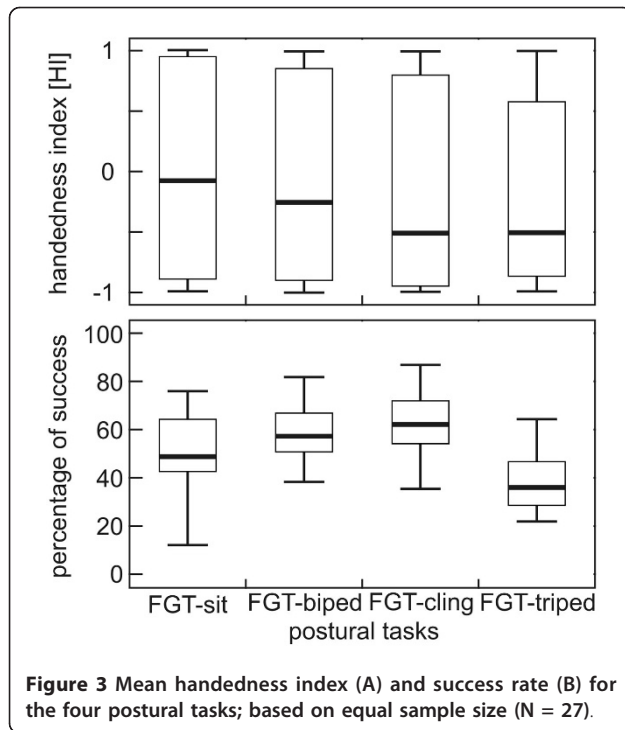 handedness index [HI]
1
0
-1
percentage of success
100
80
60
40
20
0
FGT-sit FGT-biped FGT-cling FGT-triped
postural tasks
Figure 3 Mean handedness index (A) and success rate (B) for
the four postural tasks; based on equal sample size (N = 27).